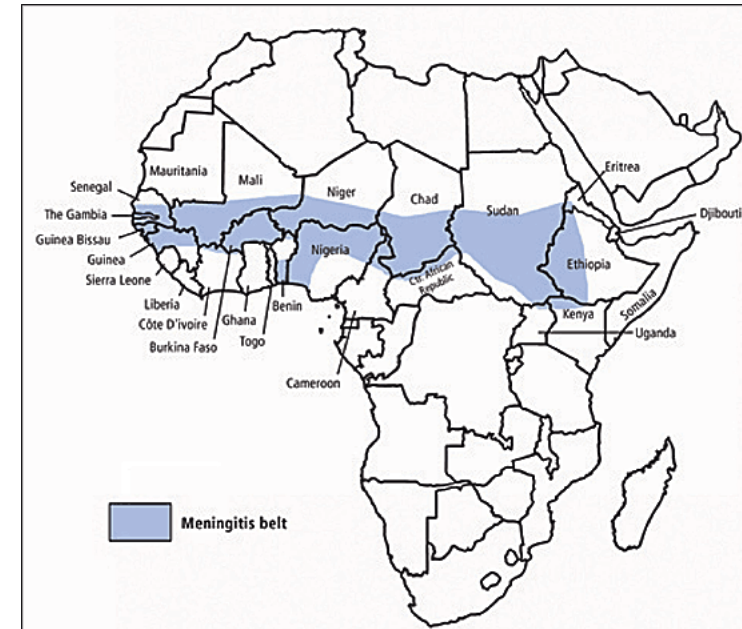 Mauritania
Mali
Niger
Chad
Sudan
Eritrea
Djibouti
Senegal
The Gambia
Guinea Bissau
Guinea
Sierra Leone
Liberia
Côte D'ivoire
Burkina Faso
Ghana
Togo
Benin
Nigeria
Cameroon
Ctr. African
Republic
Ethiopia
Somalia
Kenya
Uganda
Meningitis belt